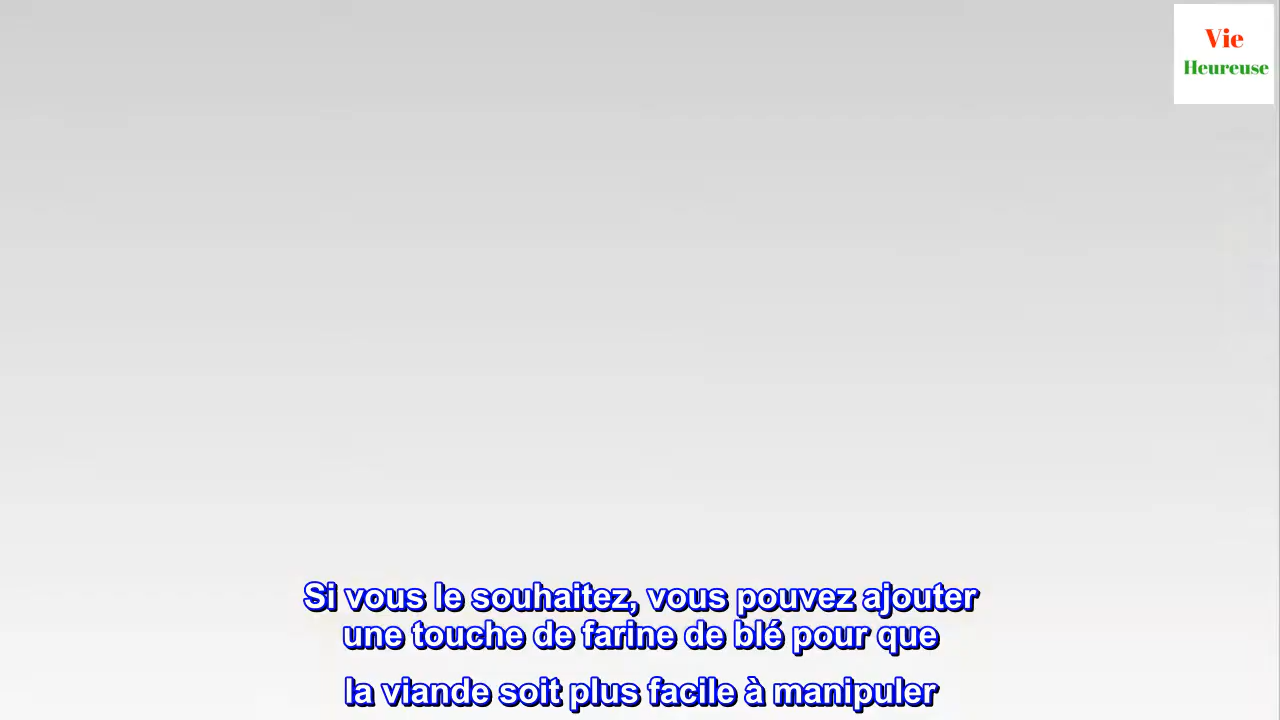 Vie
Heureuse
Si vous le souhaitez, vous pouvez ajouter
une touche de farine de blé pour que
la viande soit plus facile à manipuler